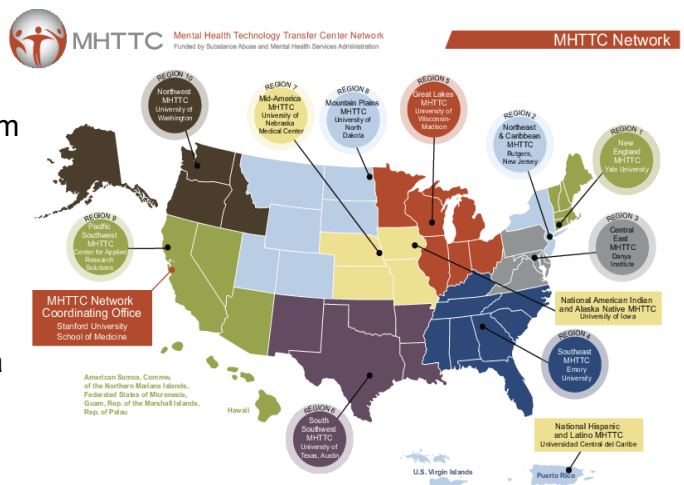 MHTTC
Mental Health Technology Transfer Center Network
Funded by Substance Abuse and Mental Health Services Administration
MHTTC Network
m
a
REGION 10
Northwest
MHTTC
University of
Washington
REGION 7
Mid-America
MHTTC
University of
Nebraska
Medical Center
REGION 8
Mountain Plains
MHTTC
University of
North
Dakota
REGION 5
Great Lakes
MHTTC
University of
Wisconsin-
Madison
REGION 2
Northeast
& Caribbean
MHTTC
Rutgers,
New Jersey
REGION 1
New
England
MHTTC
Yale University
REGION 9
Pacific
Southwest
MHTTC
Center for Applied
Research
Solutions
REGION 3
Central
East
MHTTC
Danya
Institute
MHTTC Network
Coordinating Office
Stanford University
School of Medicine
National American Indian
and Alaska Native MHTTC
University of Iowa
REGION 4
Southeast
MHTTC
Emory
University
American Samoa, Commw.
of the Northern Mariana Islands,
Federated States of Micronesia,
Guam, Rep. of the Marshall Islands,
Rep. of Palau
Hawaii
REGION 6
South
Southwest
MHTTC
University of
Texas, Austin
National Hispanic
and Latino MHTTC
Universidad Central del Caribe
U.S. Virgin Islands
Puerto Rico